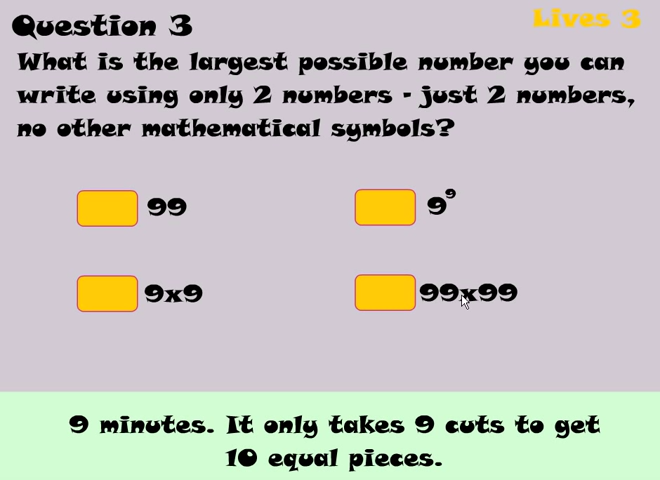 Question 3
Lives 3
What is the largest possible number you can
write using only 2 numbers - just 2 numbers,
no other mathematical symbols?
99
9⁹
9x9
99x99
9 minutes. It only takes 9 cuts to get
10 equal pieces.